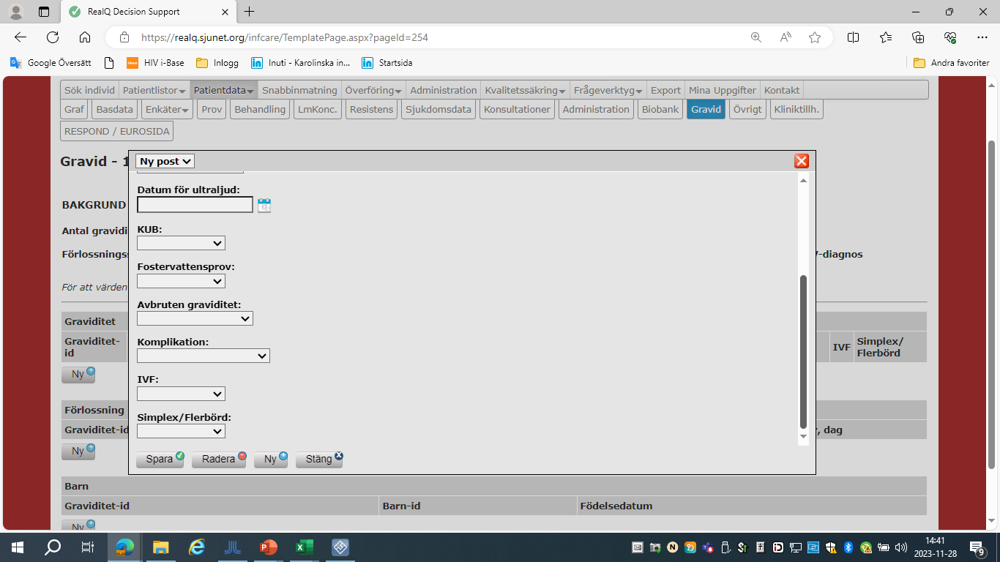 RealQ Decision Support
https://realq.sjunet.org/infcare/TemplatePage.aspx?pageId=254
Google Översätt
HIV i-Base
Inlogg
Inuti - Karolinska in...
Startsida
Andra favoriter
Sök individ Patientlistor Patientdata Snabbinmatning Överföring Administration Kvalitetssäkring Frågeverktyg Export Mina Uppgifter Kontakt
Graf Basdata Enkäter Prov Behandling LmKonc. Resistens Sjukdomsdata Konsultationer Administration Biobank Gravid Övrigt Kliniktillh.
RESPOND / EUROSIDA
Gravid - 1
Ny post
Datum för ultraljud:
BAKGRUND
KUB:
Antal gravidi
Förlossnings
-diagnos
Fostervattensprov:
För att värden
Avbruten graviditet:
Graviditet
Komplikation:
Graviditet-
id
IVF
Simplex/
Flerbörd
Ny
IVF:
Förlossning
Simplex/Flerbörd:
Graviditet-id
, dag
Ny
Spara Radera Ny Stäng
Barn
Graviditet-id Barn-id Födelsedatum
Ny
14:41
2023-11-28
9